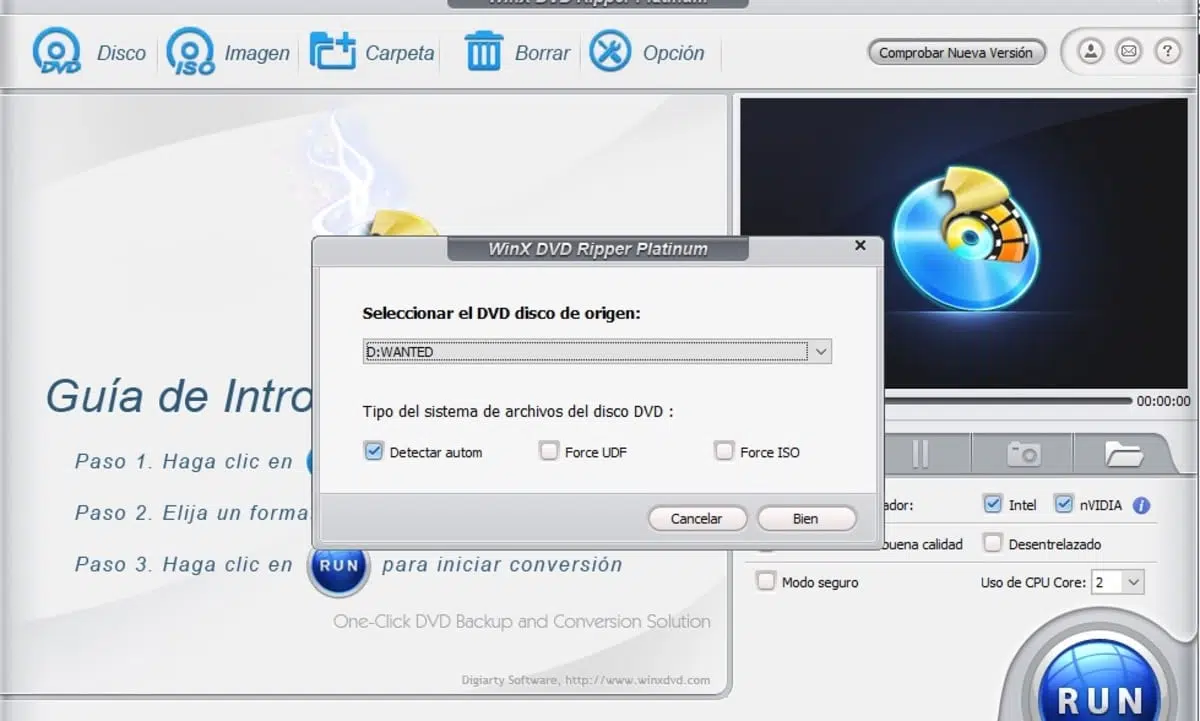 WinX DVD Ripper Platinum
DVD Disco ISO Imagen Carpeta Borrar Opción Comprobar Nueva Versión ?
WinX DVD Ripper Platinum
Seleccionar el DVD disco de origen:
D:WANTED
Tipo del sistema de archivos del disco DVD :
Detectar autom Force UDF Force ISO
Cancelar Bien
Guía de Intro
Paso 1. Haga clic en
Paso 2. Elija un forma
Paso 3. Haga clic en RUN para iniciar conversión
One-Click DVD Backup and Conversion Solution
Digiarty Software, http://www.winxdvd.com
00:00:00
ador: Intel nVIDIA i
buena calidad Desentrelazado
Modo seguro Uso de CPU Core: 2
RUN